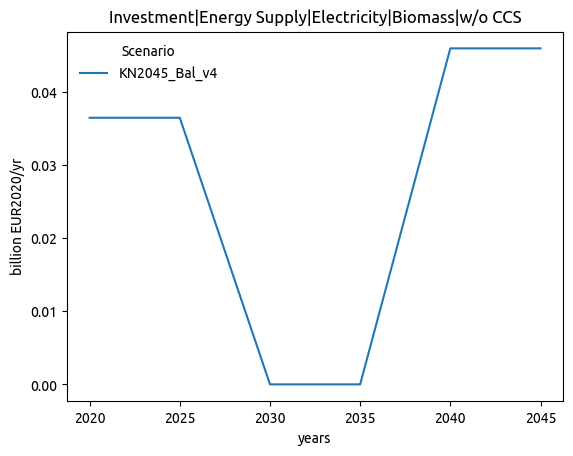 Investment|Energy Supply|Electricity|Biomass|w/o CCS
Scenario
KN2045_Bal_v4
billion EUR2020/yr
0.04
0.03
0.02
0.01
0.00
2020 2025 2030 2035 2040 2045
years